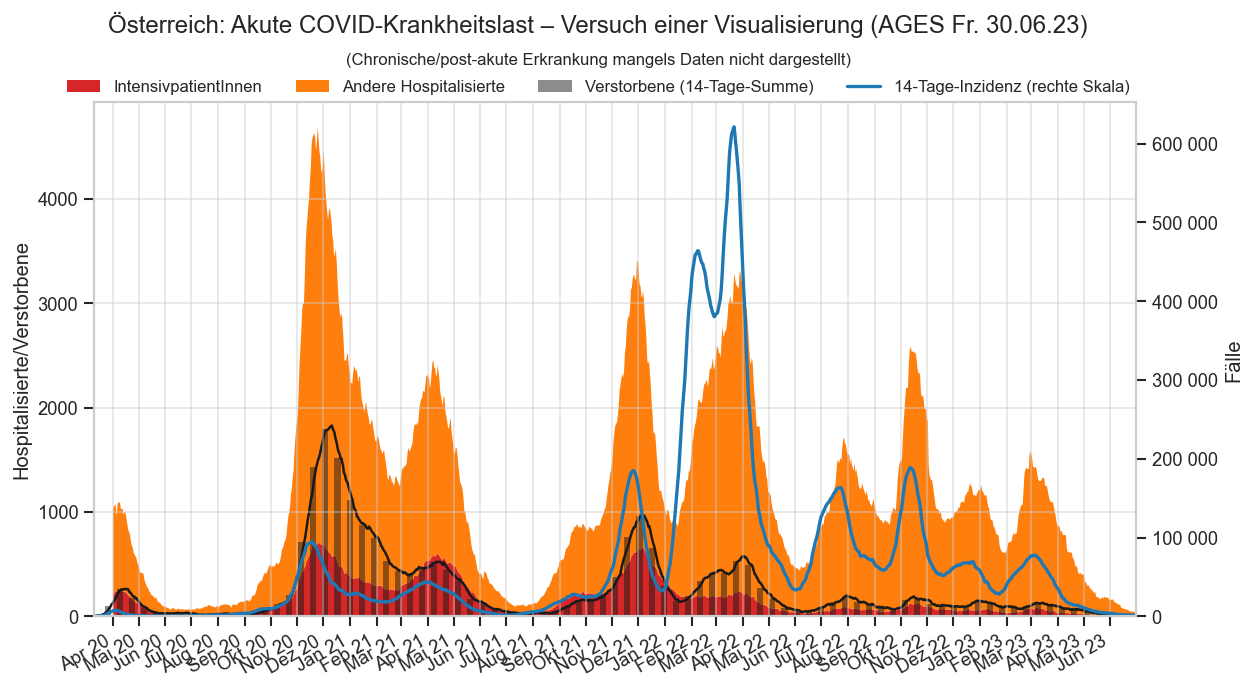 Österreich: Akute COVID-Krankheitslast – Versuch einer Visualisierung (AGES Fr. 30.06.23)
(Chronische/post-akute Erkrankung mangels Daten nicht dargestellt)
IntensivpatientInnen Andere Hospitalisierte Verstorbene (14-Tage-Summe) 14-Tage-Inzidenz (rechte Skala)
Hospitalisierte/Verstorbene
4000
3000
2000
1000
0
600 000
500 000
400 000
300 000
200 000
100 000
0
Fälle
Apr 20 Mai 20 Jun 20 Jul 20 Aug 20 Sep 20 Okt 20 Nov 20 Dez 20 Jan 21 Feb 21 Mär 21 Apr 21 Mai 21 Jun 21 Jul 21 Aug 21 Sep 21 Okt 21 Nov 21 Dez 21 Jan 22 Feb 22 Mär 22 Apr 22 Mai 22 Jun 22 Jul 22 Aug 22 Sep 22 Okt 22 Nov 22 Dez 22 Jan 23 Feb 23 Mär 23 Apr 23 Mai 23 Jun 23